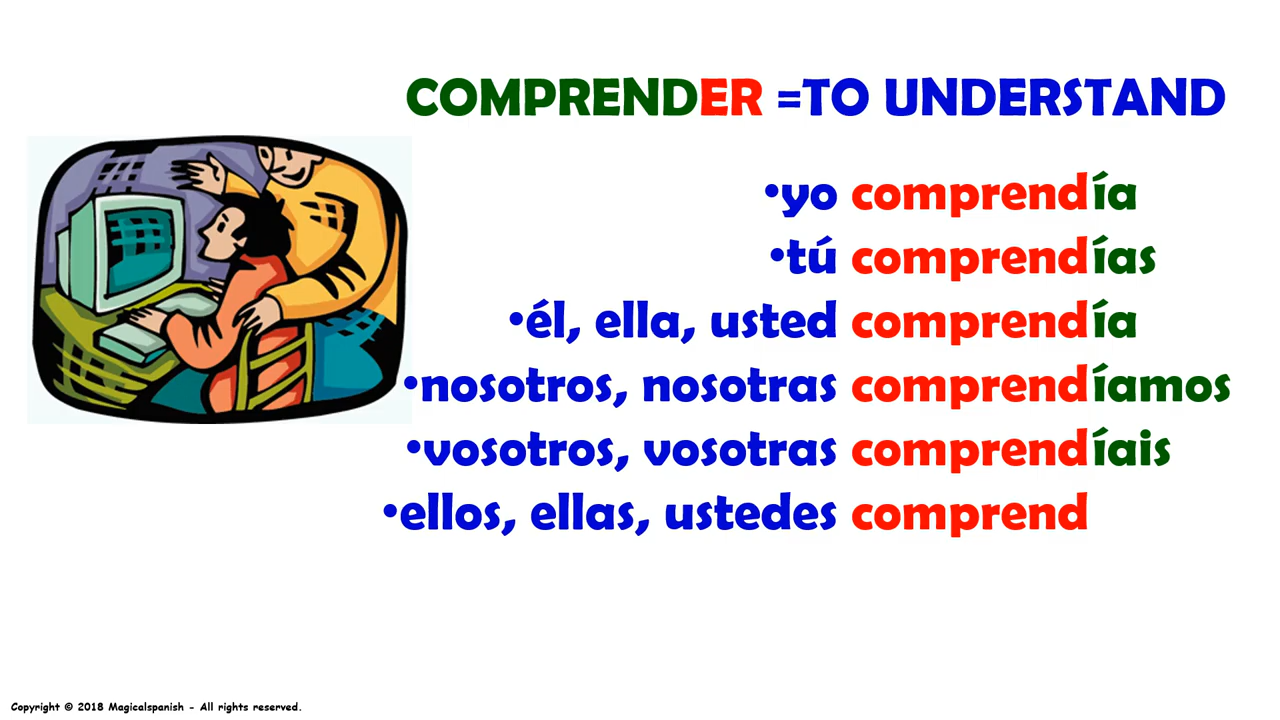 COMPRENDER =TO UNDERSTAND
•yo comprendía
•tú comprendías
•él, ella, usted comprendía
•nosotros, nosotras comprendíamos
•vosotros, vosotras comprendíais
•ellos, ellas, ustedes comprend
Copyright © 2018 Magicalspanish - All rights reserved.